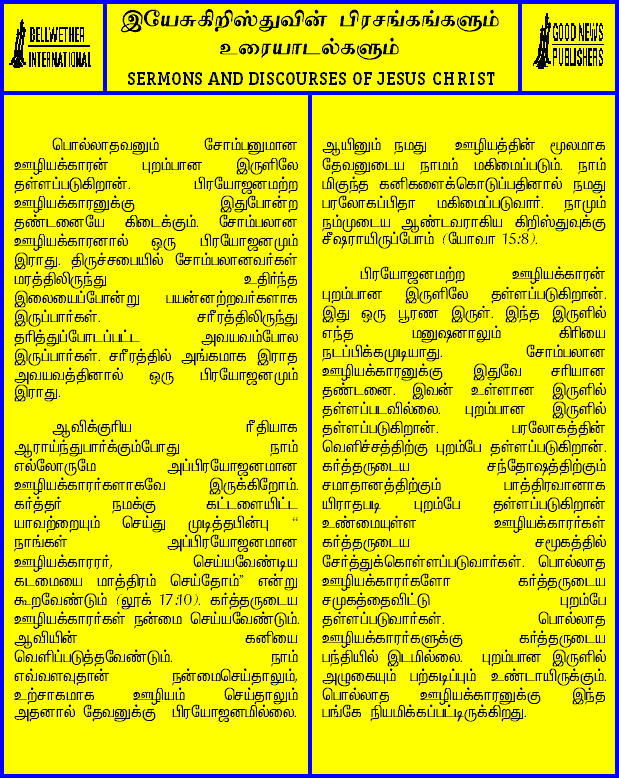 BELLWETHER
INTERNATIONAL
இயேசுகிறிஸ்துவின் பிரசங்கங்களும்
உரையாடல்களும்
SERMONS AND DISCOURSES OF JESUS CHRIST
GOOD NEWS
PUBLISHERS
பொல்லாதவனும் சோம்பனுமான
ஊழியக்காரன் புறம்பான இருளிலே
தள்ளப்படுகிறான். பிரயோஜனமற்ற
ஊழியக்காரனுக்கு இதுபோன்ற
தண்டனையே கிடைக்கும். சோம்பலான
ஊழியக்காரனால் ஒரு பிரயோஜனமும்
இராது. திருச்சபையில் சோம்பலானவர்கள்
மரத்திலிருந்து உதிர்ந்த
இலையைப்போன்று பயன்னற்றவர்களாக
இருப்பார்கள். சரீரத்திலிருந்து
தரித்துப்போடப்பட்ட அவயவம்போல
இருப்பார்கள். சரீரத்தில் அங்கமாக இராத
அவயவத்தினால் ஒரு பிரயோஜனமும்
இராது.
ஆவிக்குரிய ரீதியாக
ஆராய்ந்துபார்க்கும்போது நாம்
எல்லோருமே அப்பிரயோஜனமான
ஊழியக்காரர்களாகவே இருக்கிறோம்.
கர்த்தர் நமக்கு கட்டளையிட்ட
யாவற்றையும் செய்து முடித்தபின்பு “
நாங்கள் அப்பிரயோஜனமான
ஊழியக்காரரர், செய்யவேண்டிய
கடமையை மாத்திரம் செய்தோம்” என்று
கூறவேண்டும் (லூக் 17:10). கர்த்தருடைய
ஊழியக்காரர்கள் நன்மை செய்யவேண்டும்.
ஆவியின் கனியை
வெளிப்படுத்தவேண்டும். நாம்
எவ்வளவுதான் நன்மைசெய்தாலும்,
உற்சாகமாக ஊழியம் செய்தாலும்
அதனால் தேவனுக்கு பிரயோஜனமில்லை.
ஆயினும் நமது ஊழியத்தின் மூலமாக
தேவனுடைய நாமம் மகிமைப்படும். நாம்
மிகுந்த கனிகளைக்கொடுப்பதினால் நமது
பரலோகப்பிதா மகிமைப்படுவார். நாமும்
நம்முடைய ஆண்டவராகிய கிறிஸ்துவுக்கு
சீஷராயிருப்போம் (யோவா 15:8).
பிரயோஜனமற்ற ஊழியக்காரன்
புறம்பான இருளிலே தள்ளப்படுகிறான்.
இது ஒரு பூரண இருள். இந்த இருளில்
எந்த மனுஷனாலும் கிரியை
நடப்பிக்கமுடியாது. சோம்பலான
ஊழியக்காரனுக்கு இதுவே சரியான
தண்டனை. இவன் உள்ளான இருளில்
தள்ளப்படவில்லை. புறம்பான இருளில்
தள்ளப்படுகிறான். பரலோகத்தின்
வெளிச்சத்திற்கு புறம்பே தள்ளப்படுகிறான்.
கர்த்தருடைய சந்தோஷத்திற்கும்
சமாதானத்திற்கும் பாத்திரவானாக
யிராதபடி புறம்பே தள்ளப்படுகிறான்
உண்மையுள்ள ஊழியக்காரர்கள்
கர்த்தருடைய சமூகத்தில்
சேர்த்துக்கொள்ளப்படுவார்கள். பொல்லாத
ஊழியக்காரர்களோ கர்த்தருடைய
சமுகத்தைவிட்டு புறம்பே
தள்ளப்படுவார்கள். பொல்லாத
ஊழியக்காரர்களுக்கு கர்த்தருடைய
பந்தியில் இடமில்லை. புறம்பான இருளில்
அழுகையும் பற்கடிப்பும் உண்டாயிருக்கும்.
பொல்லாத ஊழியக்காரனுக்கு இந்த
பங்கே நியமிக்கப்பட்டிருக்கிறது.